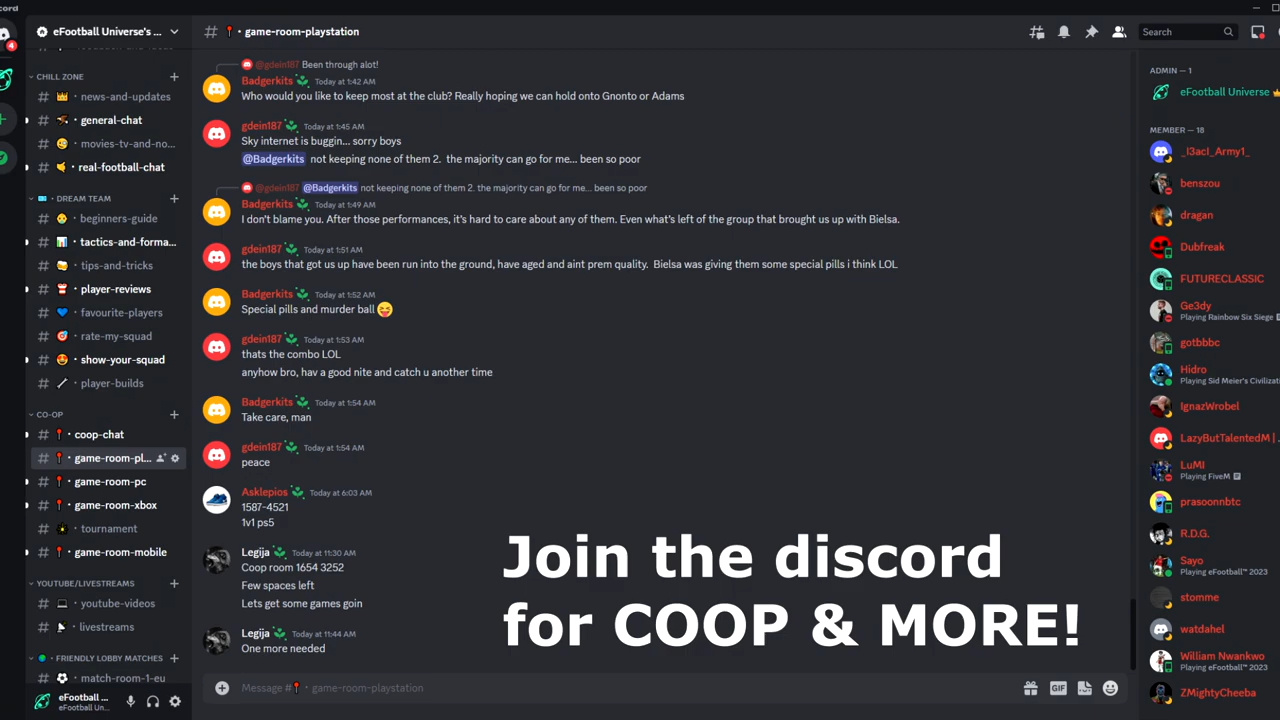 cord
4
eFootball Universe's ...
CHILL ZONE
news-and-updates
general-chat
movies-tv-and-no...
real-football-chat
DREAM TEAM
beginners-guide
tactics-and-forma...
tips-and-tricks
player-reviews
favourite-players
rate-my-squad
show-your-squad
player-builds
CO-OP
coop-chat
game-room-pl...
game-room-pc
game-room-xbox
tournament
game-room-mobile
YOUTUBE/LIVESTREAMS
youtube-videos
livestreams
FRIENDLY LOBBY MATCHES
match-room-1-eu
eFootball ...
eFootball Un...
# game-room-playstation
@gdein187 Been through alot!
Badgerkits Today at 1:42 AM
Who would you like to keep most at the club? Really hoping we can hold onto Gnonto or Adams
gdein187 Today at 1:45 AM
Sky internet is buggin... sorry boys
@Badgerkits not keeping none of them 2. the majority can go for me... been so poor
@gdein187 @Badgerkits not keeping none of them 2. the majority can go for me... been so poor
Badgerkits Today at 1:49 AM
I don't blame you. After those performances, it's hard to care about any of them. Even what's left of the group that brought us up with Bielsa.
gdein187 Today at 1:51 AM
the boys that got us up have been run into the ground, have aged and aint prem quality. Bielsa was giving them some special pills i think LOL
Badgerkits Today at 1:52 AM
Special pills and murder ball
gdein187 Today at 1:53 AM
thats the combo LOL
anyhow bro, hav a good nite and catch u another time
Badgerkits Today at 1:54 AM
Take care, man
gdein187 Today at 1:54 AM
peace
Asklepios Today at 6:03 AM
1587-4521
1v1 ps5
Legija Today at 11:30 AM
Coop room 1654 3252
Few spaces left
Lets get some games goin
Legija Today at 11:44 AM
One more needed
Message # game-room-playstation
GIF
Join the discord
for COOP & MORE!
Search
ADMIN — 1
eFootball Universe
MEMBER — 18
_I3acI_Army1_
benszou
dragan
Dubfreak
FUTURECLASSIC
Ge3dy
Playing Rainbow Six Siege
gotbbbc
Hidro
Playing Sid Meier's Civiliza
IgnazWrobel
LazyButTalentedM | ...
LuMI
Playing FiveM
prasoonnbtc
R.D.G.
Sayo
Playing eFootball™ 2023
stomme
watdahel
William Nwankwo
Playing eFootball™ 2023
ZMightyCheeba